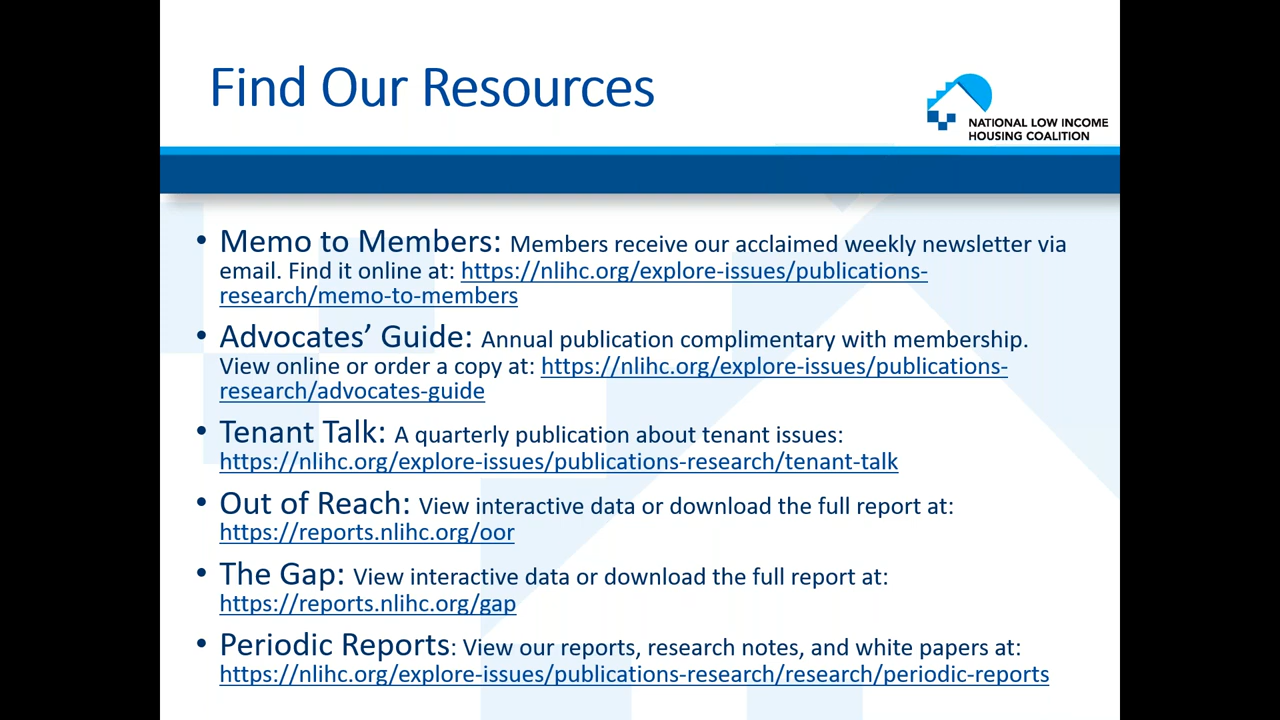 Find Our Resources
NATIONAL LOW INCOME
HOUSING COALITION
• Memo to Members: Members receive our acclaimed weekly newsletter via
email. Find it online at: https://nlihc.org/explore-issues/publications-
research/memo-to-members
• Advocates’ Guide: Annual publication complimentary with membership.
View online or order a copy at: https://nlihc.org/explore-issues/publications-
research/advocates-guide
• Tenant Talk: A quarterly publication about tenant issues:
https://nlihc.org/explore-issues/publications-research/tenant-talk
• Out of Reach: View interactive data or download the full report at:
https://reports.nlihc.org/oor
• The Gap: View interactive data or download the full report at:
https://reports.nlihc.org/gap
• Periodic Reports: View our reports, research notes, and white papers at:
https://nlihc.org/explore-issues/publications-research/research/periodic-reports